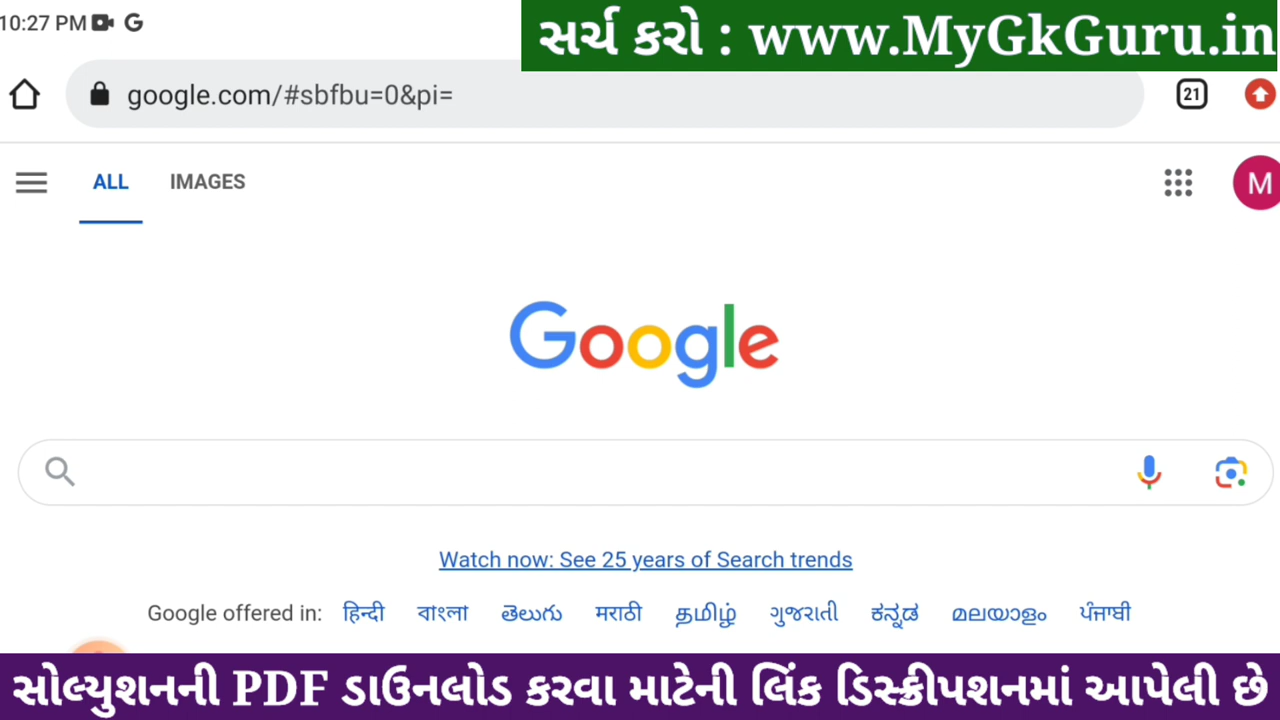 10:27 PM G
સર્ચ કરો : www.MyGkGuru.in
google.com/#sbfbu=0&pi=
21
ALL IMAGES
M
Google
Watch now: See 25 years of Search trends
Google offered in: हिन्दी বাংলা తెలుగు मराठी தமிழ் ગુજરાતી ಕನ್ನಡ മലയാളം ਪੰਜਾਬੀ
સોલ્યુશનની PDF ડાઉનલોડ કરવા માટેની લિંક ડિસ્ક્રીપશનમાં આપેલી છે